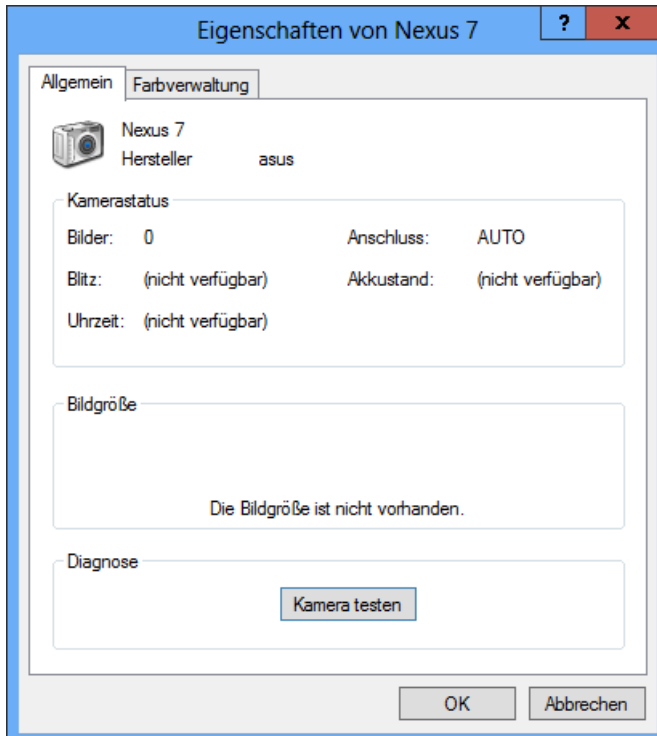 Eigenschaften von Nexus 7
?
x
Allgemein
Farbverwaltung
Nexus 7
Hersteller asus
Kamerastatus
Bilder: 0 Anschluss: AUTO
Blitz: (nicht verfügbar) Akkustand: (nicht verfügbar)
Uhrzeit: (nicht verfügbar)
Bildgröße
Die Bildgröße ist nicht vorhanden.
Diagnose
Kamera testen
OK
Abbrechen